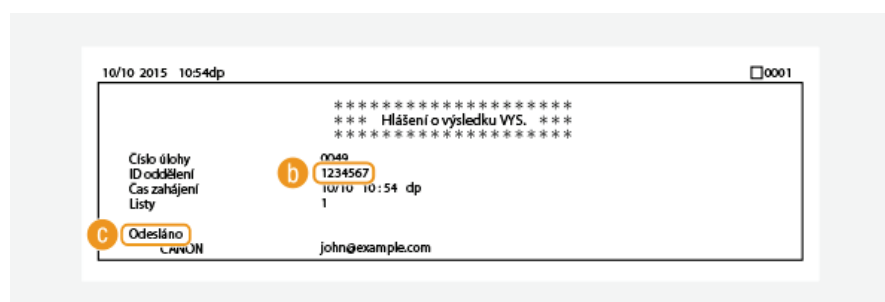 10/10 2015 10:54dp 0001
********************
*** Hlášení o výsledku VYS. ***
********************
Číslo úlohy 0049
ID oddělení b 1234567
Čas zahájení 10/10 10:54 dp
Listy 1
C Odesláno
CANON john@example.com